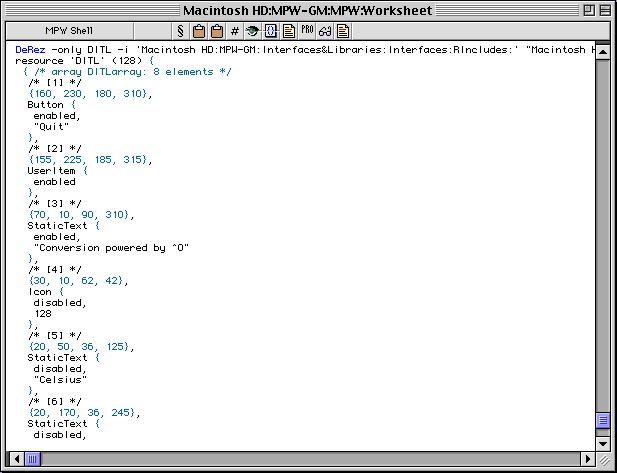 Macintosh HD:MPW-GM:MPW:Worksheet
MPW Shell § # PRO
DeRez -only DITL -i 'Macintosh HD:MPW-GM:Interfaces&Libraries:Interfaces:RIncludes:' "Macintosh H
resource 'DITL' (128) {
{ /* array DITLarray: 8 elements */
/* [1] */
{160, 230, 180, 310},
Button {
enabled,
"Quit"
},
/* [2] */
{155, 225, 185, 315},
UserItem {
enabled
},
/* [3] */
{70, 10, 90, 310},
StaticText {
enabled,
"Conversion powered by ^0"
},
/* [4] */
{30, 10, 62, 42},
Icon {
disabled,
128
},
/* [5] */
{20, 50, 36, 125},
StaticText {
disabled,
"Celsius"
},
/* [6] */
{20, 170, 36, 245},
StaticText {
disabled,